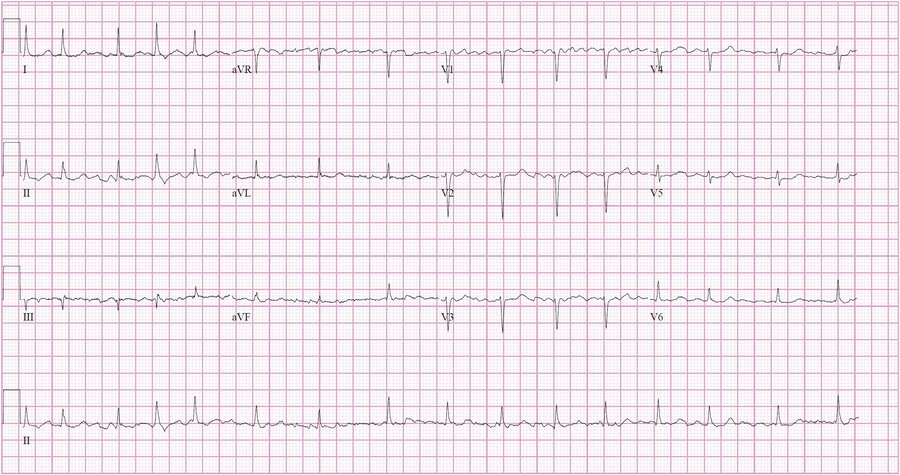 I aVR V1 V4
II aVL V2 V5
III aVF V3 V6
II